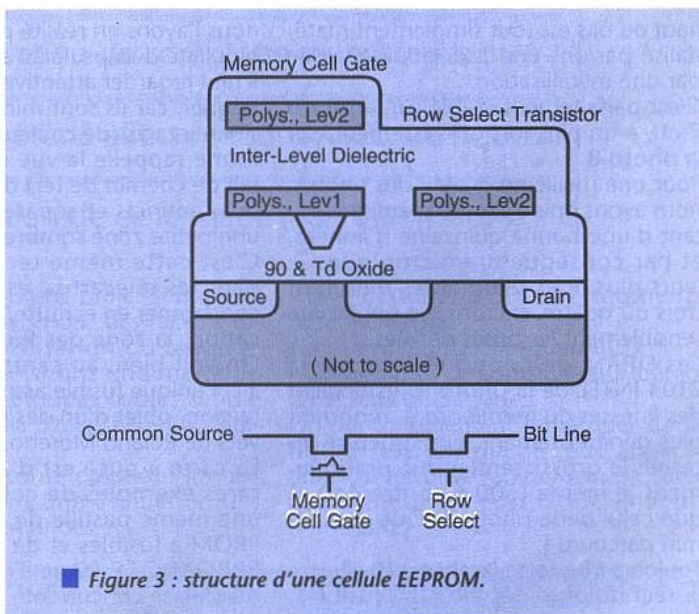 Memory Cell Gate
Polys., Lev2
Row Select Transistor
Inter-Level Dielectric
Polys., Lev1
Polys., Lev2
90 & Td Oxide
Source
Drain
( Not to scale )
Common Source
Bit Line
Memory
Cell Gate
Row
Select
Figure 3 : structure d'une cellule EEPROM.